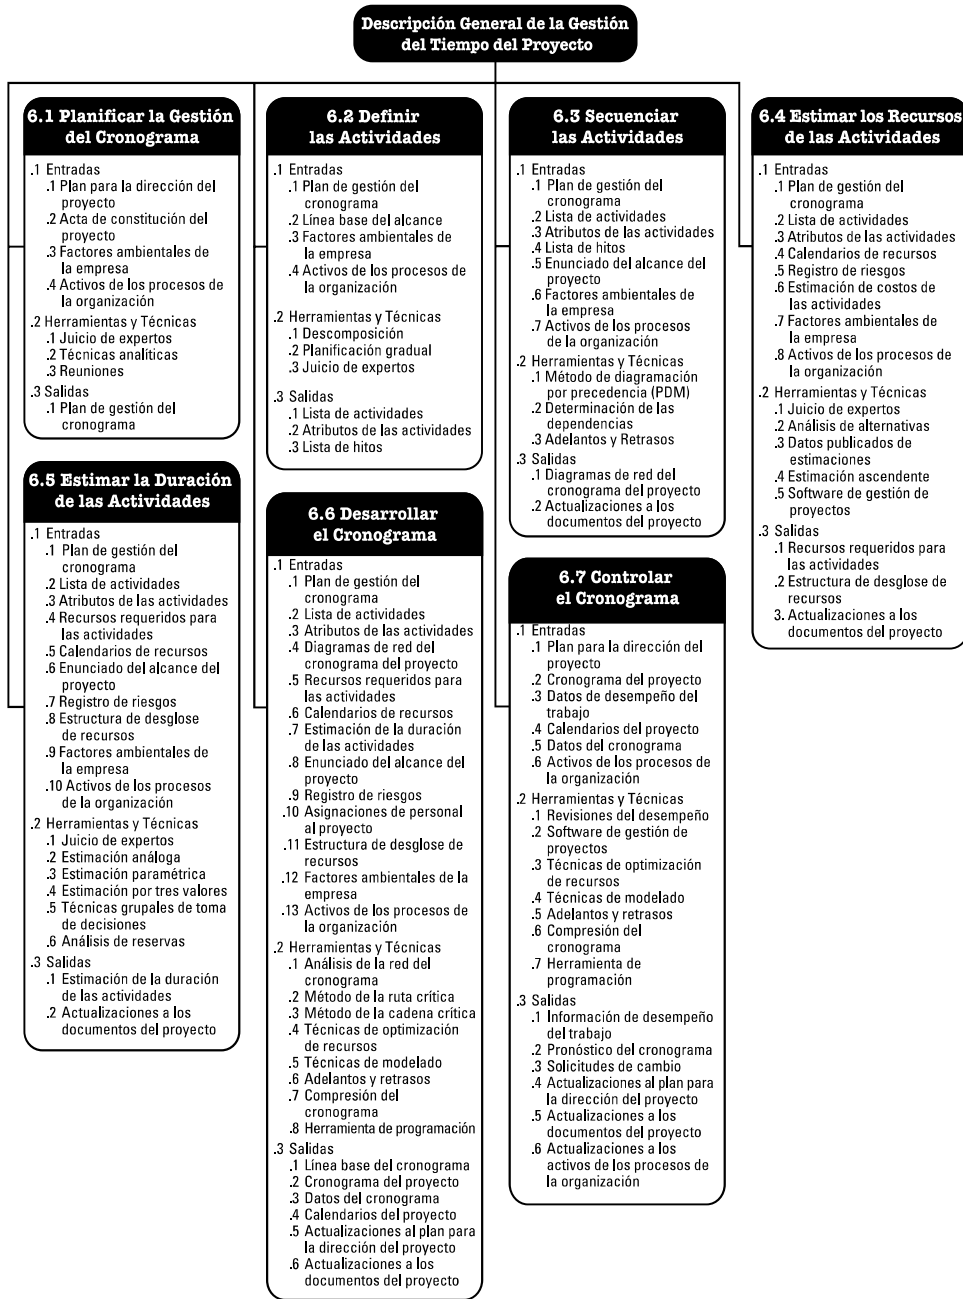 Descripción General de la Gestión
del Tiempo del Proyecto
6.1 Planificar la Gestión
del Cronograma
.1 Entradas
.1 Plan para la dirección del
proyecto
.2 Acta de constitución del
proyecto
.3 Factores ambientales de
la empresa
.4 Activos de los procesos de
la organización
.2 Herramientas y Técnicas
.1 Juicio de expertos
.2 Técnicas analíticas
.3 Reuniones
.3 Salidas
.1 Plan de gestión del
cronograma
6.2 Definir
las Actividades
.1 Entradas
.1 Plan de gestión del
cronograma
.2 Línea base del alcance
.3 Factores ambientales de
la empresa
.4 Activos de los procesos de
la organización
.2 Herramientas y Técnicas
.1 Descomposición
.2 Planificación gradual
.3 Juicio de expertos
.3 Salidas
.1 Lista de actividades
.2 Atributos de las actividades
.3 Lista de hitos
6.3 Secuenciar
las Actividades
.1 Entradas
.1 Plan de gestión del
cronograma
.2 Lista de actividades
.3 Atributos de las actividades
.4 Lista de hitos
.5 Enunciado del alcance del
proyecto
.6 Factores ambientales de
la empresa
.7 Activos de los procesos
de la organización
.2 Herramientas y Técnicas
.1 Método de diagramación
por precedencia (PDM)
.2 Determinación de las
dependencias
.3 Adelantos y Retrasos
.3 Salidas
.1 Diagramas de red del
cronograma del proyecto
.2 Actualizaciones a los
documentos del proyecto
6.4 Estimar los Recursos
de las Actividades
.1 Entradas
.1 Plan de gestión del
cronograma
.2 Lista de actividades
.3 Atributos de las actividades
.4 Calendarios de recursos
.5 Registro de riesgos
.6 Estimación de costos de
las actividades
.7 Factores ambientales de
la empresa
.8 Activos de los procesos de
la organización
.2 Herramientas y Técnicas
.1 Juicio de expertos
.2 Análisis de alternativas
.3 Datos publicados de
estimaciones
.4 Estimación ascendente
.5 Software de gestión de
proyectos
.3 Salidas
.1 Recursos requeridos para
las actividades
.2 Estructura de desglose de
recursos
3. Actualizaciones a los
documentos del proyecto
6.5 Estimar la Duración
de las Actividades
.1 Entradas
.1 Plan de gestión del
cronograma
.2 Lista de actividades
.3 Atributos de las actividades
.4 Recursos requeridos para
las actividades
.5 Calendarios de recursos
.6 Enunciado del alcance del
proyecto
.7 Registro de riesgos
.8 Estructura de desglose
de recursos
.9 Factores ambientales de
la empresa
.10 Activos de los procesos
de la organización
.2 Herramientas y Técnicas
.1 Juicio de expertos
.2 Estimación análoga
.3 Estimación paramétrica
.4 Estimación por tres valores
.5 Técnicas grupales de toma
de decisiones
.6 Análisis de reservas
.3 Salidas
.1 Estimación de la duración
de las actividades
.2 Actualizaciones a los
documentos del proyecto
6.6 Desarrollar
el Cronograma
.1 Entradas
.1 Plan de gestión del
cronograma
.2 Lista de actividades
.3 Atributos de las actividades
.4 Diagramas de red del
cronograma del proyecto
.5 Recursos requeridos para
las actividades
.6 Calendarios de recursos
.7 Estimación de la duración
de las actividades
.8 Enunciado del alcance del
proyecto
.9 Registro de riesgos
.10 Asignaciones de personal
al proyecto
.11 Estructura de desglose de
recursos
.12 Factores ambientales de la
empresa
.13 Activos de los procesos de
la organización
.2 Herramientas y Técnicas
.1 Análisis de la red del
cronograma
.2 Método de la ruta crítica
.3 Método de la cadena crítica
.4 Técnicas de optimización
de recursos
.5 Técnicas de modelado
.6 Adelantos y retrasos
.7 Compresión del
cronograma
.8 Herramienta de programación
.3 Salidas
.1 Línea base del cronograma
.2 Cronograma del proyecto
.3 Datos del cronograma
.4 Calendarios del proyecto
.5 Actualizaciones al plan para
la dirección del proyecto
.6 Actualizaciones a los
documentos del proyecto
6.7 Controlar
el Cronograma
.1 Entradas
.1 Plan para la dirección del
proyecto
.2 Cronograma del proyecto
.3 Datos de desempeño del
trabajo
.4 Calendarios del proyecto
.5 Datos del cronograma
.6 Activos de los procesos de
la organización
.2 Herramientas y Técnicas
.1 Revisiones del desempeño
.2 Software de gestión de
proyectos
.3 Técnicas de optimización
de recursos
.4 Técnicas de modelado
.5 Adelantos y retrasos
.6 Compresión del
cronograma
.7 Herramienta de
programación
.3 Salidas
.1 Información de desempeño
del trabajo
.2 Pronóstico del cronograma
.3 Solicitudes de cambio
.4 Actualizaciones al plan para
la dirección del proyecto
.5 Actualizaciones a los
documentos del proyecto
.6 Actualizaciones a los
activos de los procesos de
la organización